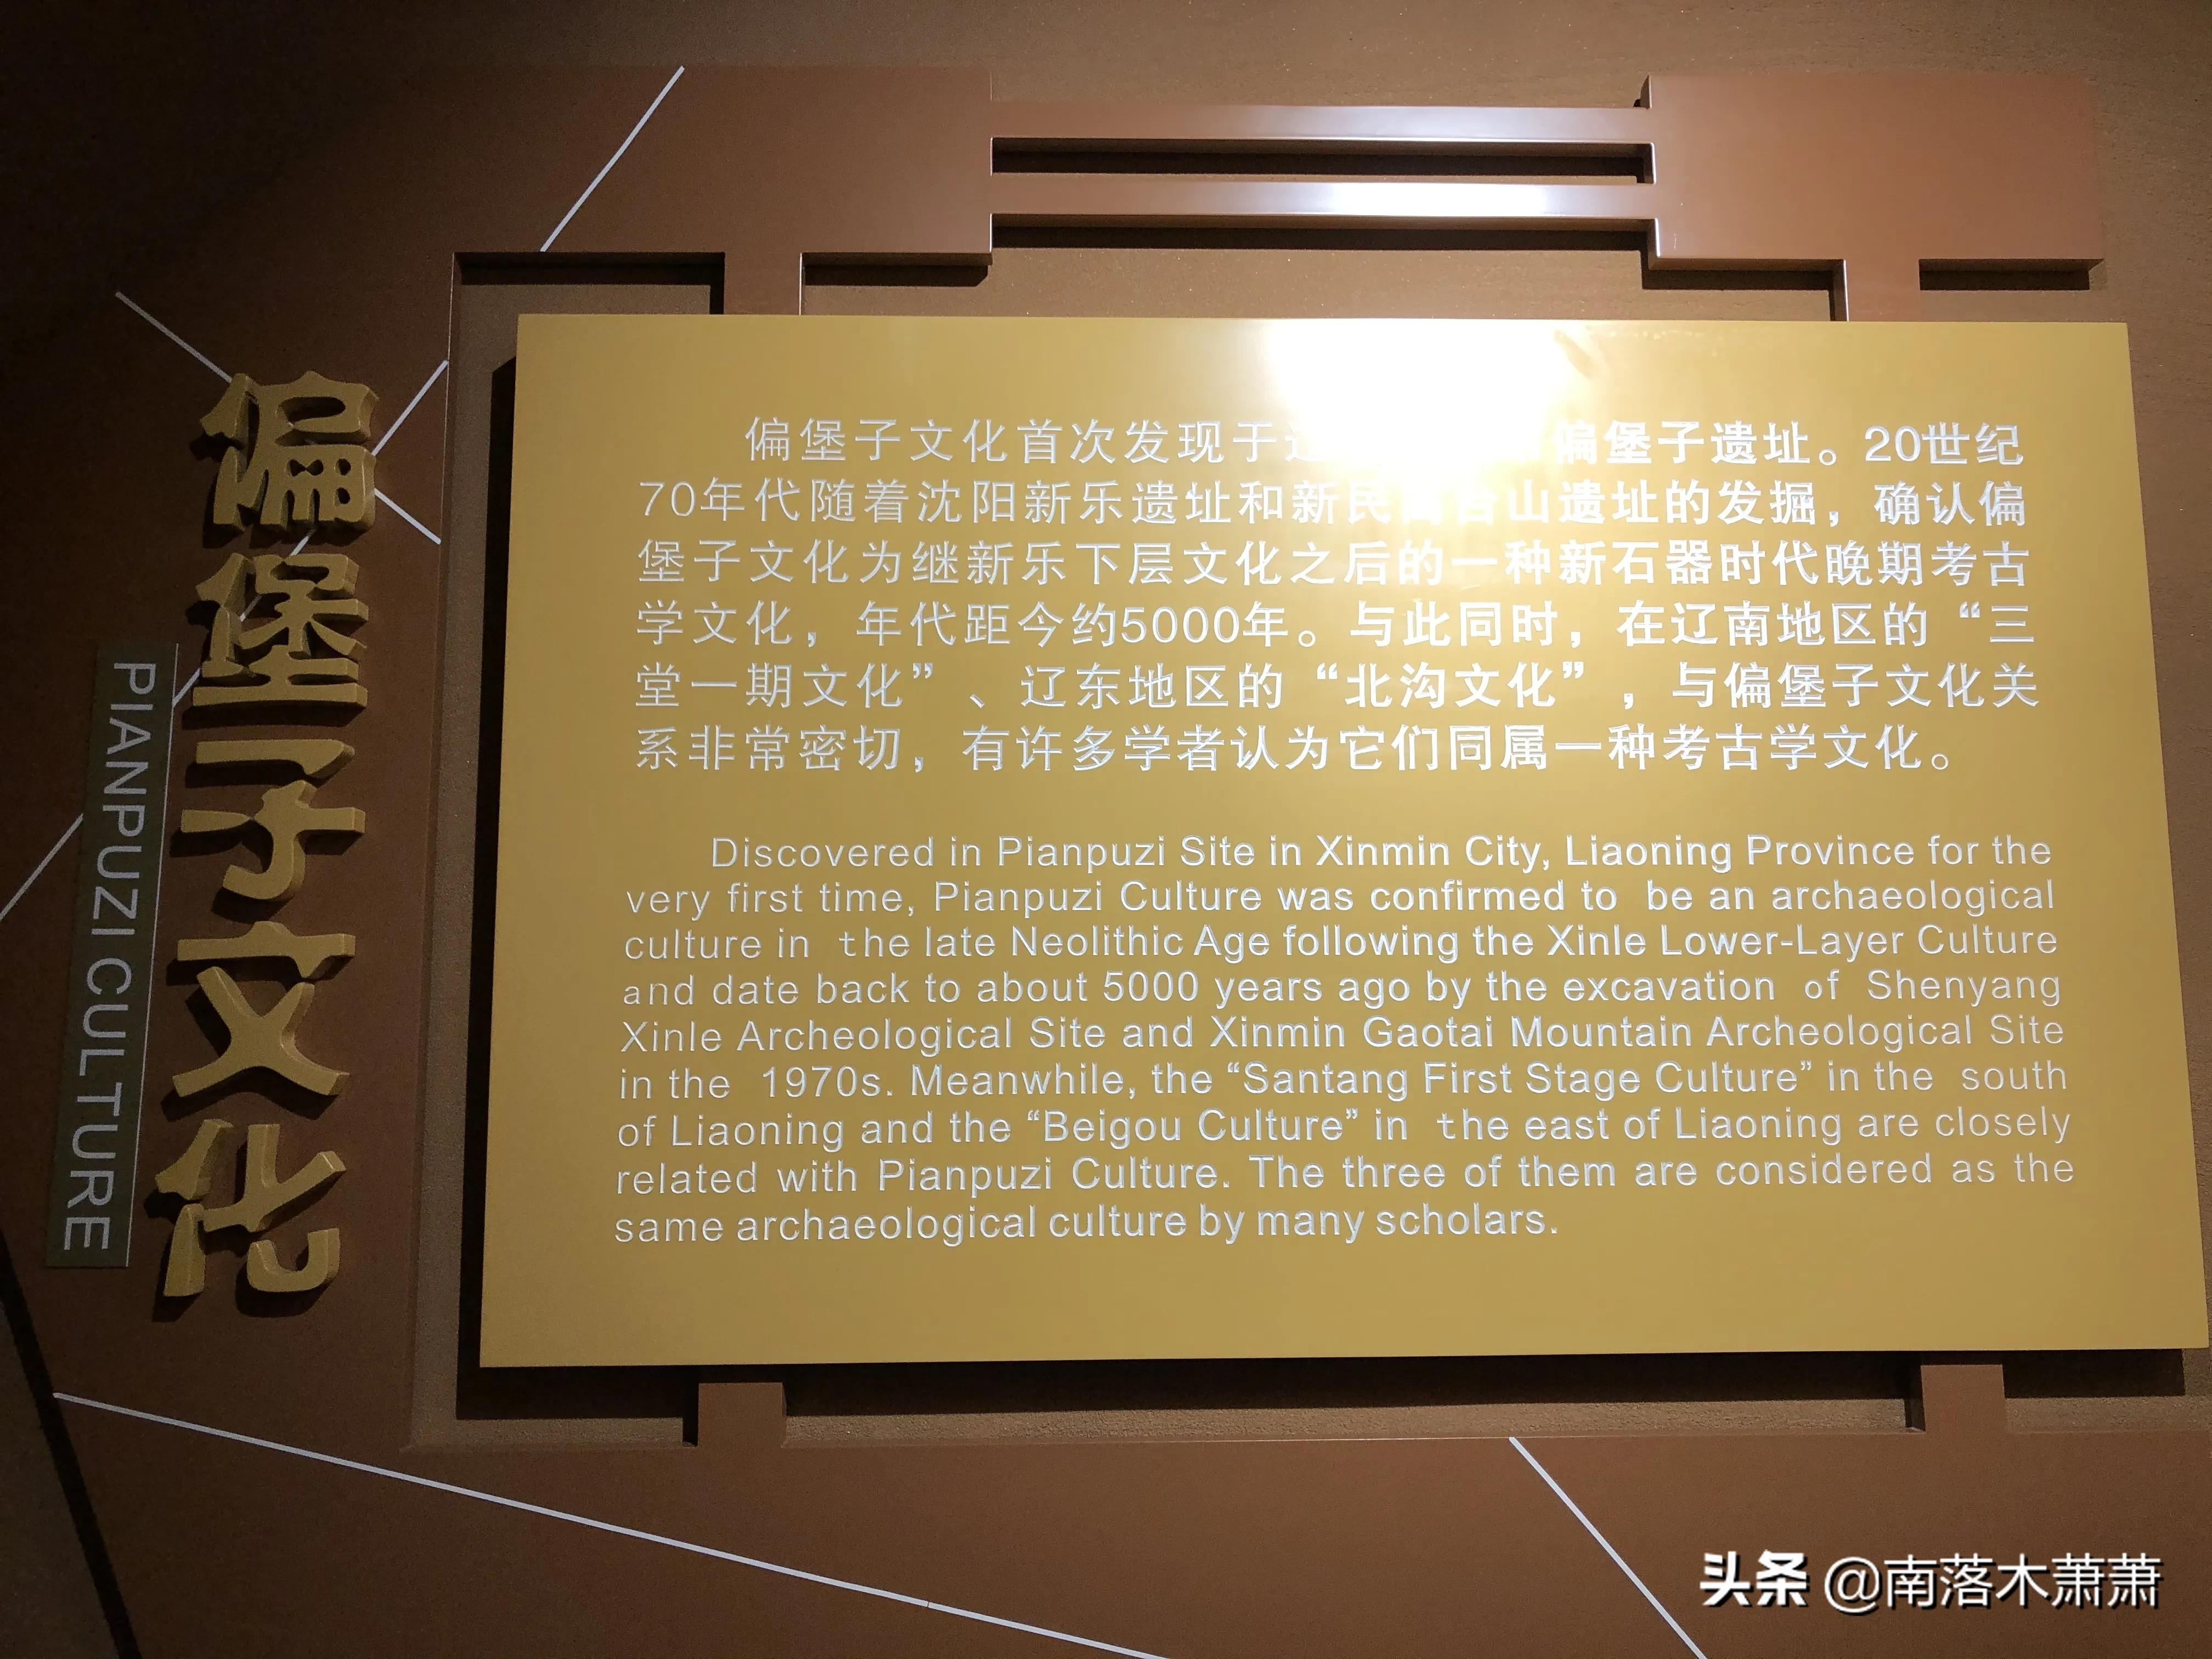 偏堡子文化
PIANPUZI CULTURE
偏堡子文化首次发现于辽 偏堡子遗址。20世纪
70年代随着沈阳新乐遗址和新民 台山遗址的发掘，确认偏
堡子文化为继新乐下层文化之后的一种新石器时代晚期考古
学文化，年代距今约5000年。与此同时，在辽南地区的“三
堂一期文化”、辽东地区的“北沟文化”，与偏堡子文化关
系非常密切，有许多学者认为它们同属一种考古学文化。
Discovered in Pianpuzi Site in Xinmin City, Liaoning Province for the
very first time, Pianpuzi Culture was confirmed to be an archaeological
culture in the late Neolithic Age following the Xinle Lower-Layer Culture
and date back to about 5000 years ago by the excavation of Shenyang
Xinle Archeological Site and Xinmin Gaotai Mountain Archeological Site
in the 1970s. Meanwhile, the “Santang First Stage Culture” in the south
of Liaoning and the “Beigou Culture” in the east of Liaoning are closely
related with Pianpuzi Culture. The three of them are considered as the
same archaeological culture by many scholars.
头条 @南落木萧萧